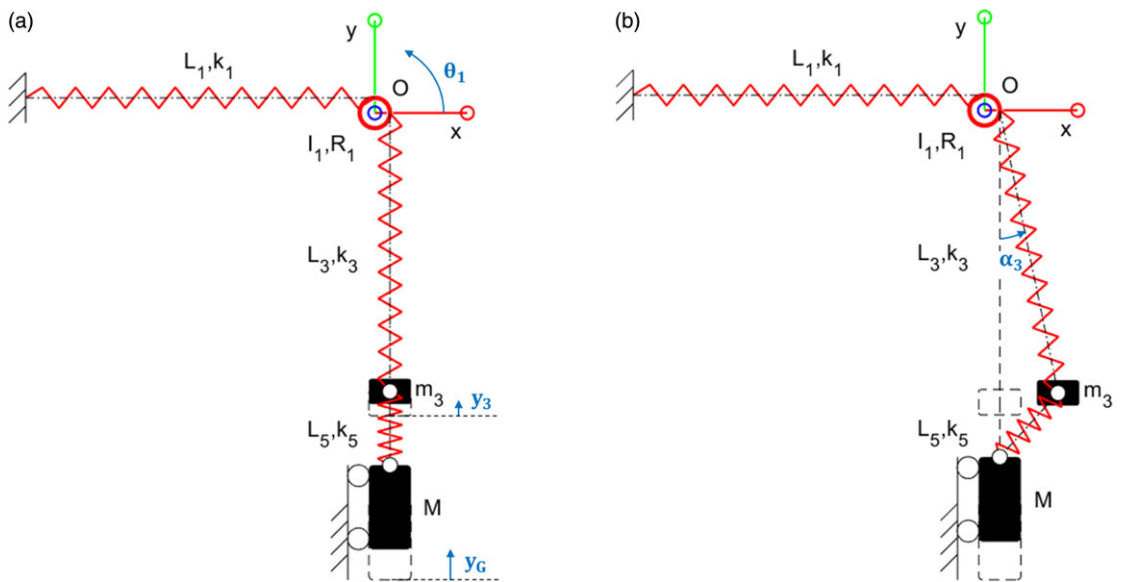 (a)
y
L1,k1
θ1
O
x
I1,R1
L3,k3
m3
y3
L5,k5
M
yG
(b)
y
L1,k1
O
x
I1,R1
L3,k3
α3
m3
L5,k5
M
yG